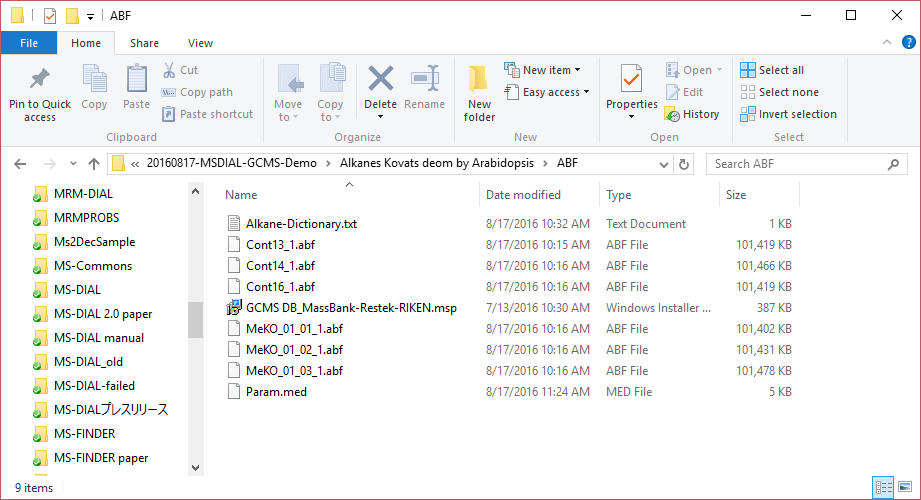 ABF
File Home Share View
Pin to Quick access
Copy
Paste
Cut
Copy path
Paste shortcut
Clipboard
Move to
Copy to
Delete
Rename
Organize
New folder
New item
Easy access
New
Properties
Open
Edit
History
Open
Select all
Select none
Invert selection
Select
« 20160817-MSDIAL-GCMS-Demo > Alkanes Kovats deom by Arabidopsis > ABF
Search ABF
MRM-DIAL
MRMPROBS
Ms2DecSample
MS-Commons
MS-DIAL
MS-DIAL 2.0 paper
MS-DIAL manual
MS-DIAL_old
MS-DIAL-failed
MS-DIALプレスリリース
MS-FINDER
MS-FINDER paper
Name Date modified Type Size
Alkane-Dictionary.txt 8/17/2016 10:32 AM Text Document 1 KB
Cont13_1.abf 8/17/2016 10:15 AM ABF File 101,419 KB
Cont14_1.abf 8/17/2016 10:16 AM ABF File 101,466 KB
Cont16_1.abf 8/17/2016 10:16 AM ABF File 101,419 KB
GCMS DB_MassBank-Restek-RIKEN.msp 7/13/2016 10:30 AM Windows Installer ... 387 KB
MeKO_01_01_1.abf 8/17/2016 10:16 AM ABF File 101,402 KB
MeKO_01_02_1.abf 8/17/2016 10:16 AM ABF File 101,431 KB
MeKO_01_03_1.abf 8/17/2016 10:16 AM ABF File 101,478 KB
Param.med 8/17/2016 11:24 AM MED File 5 KB
9 items